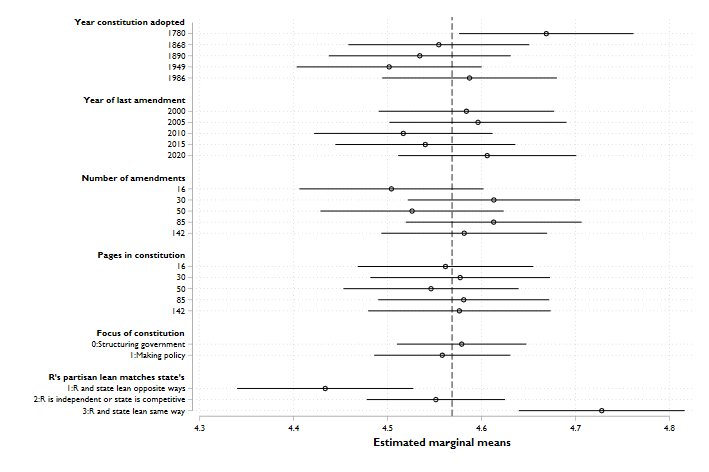 Year constitution adopted
1780
1868
1890
1949
1986
Year of last amendment
2000
2005
2010
2015
2020
Number of amendments
16
30
50
85
142
Pages in constitution
16
30
50
85
142
Focus of constitution
0:Structuring government
1:Making policy
R's partisan lean matches state's
1:R and state lean opposite ways
2:R is independent or state is competitive
3:R and state lean same way
4.3 4.4 4.5 4.6 4.7 4.8
Estimated marginal means